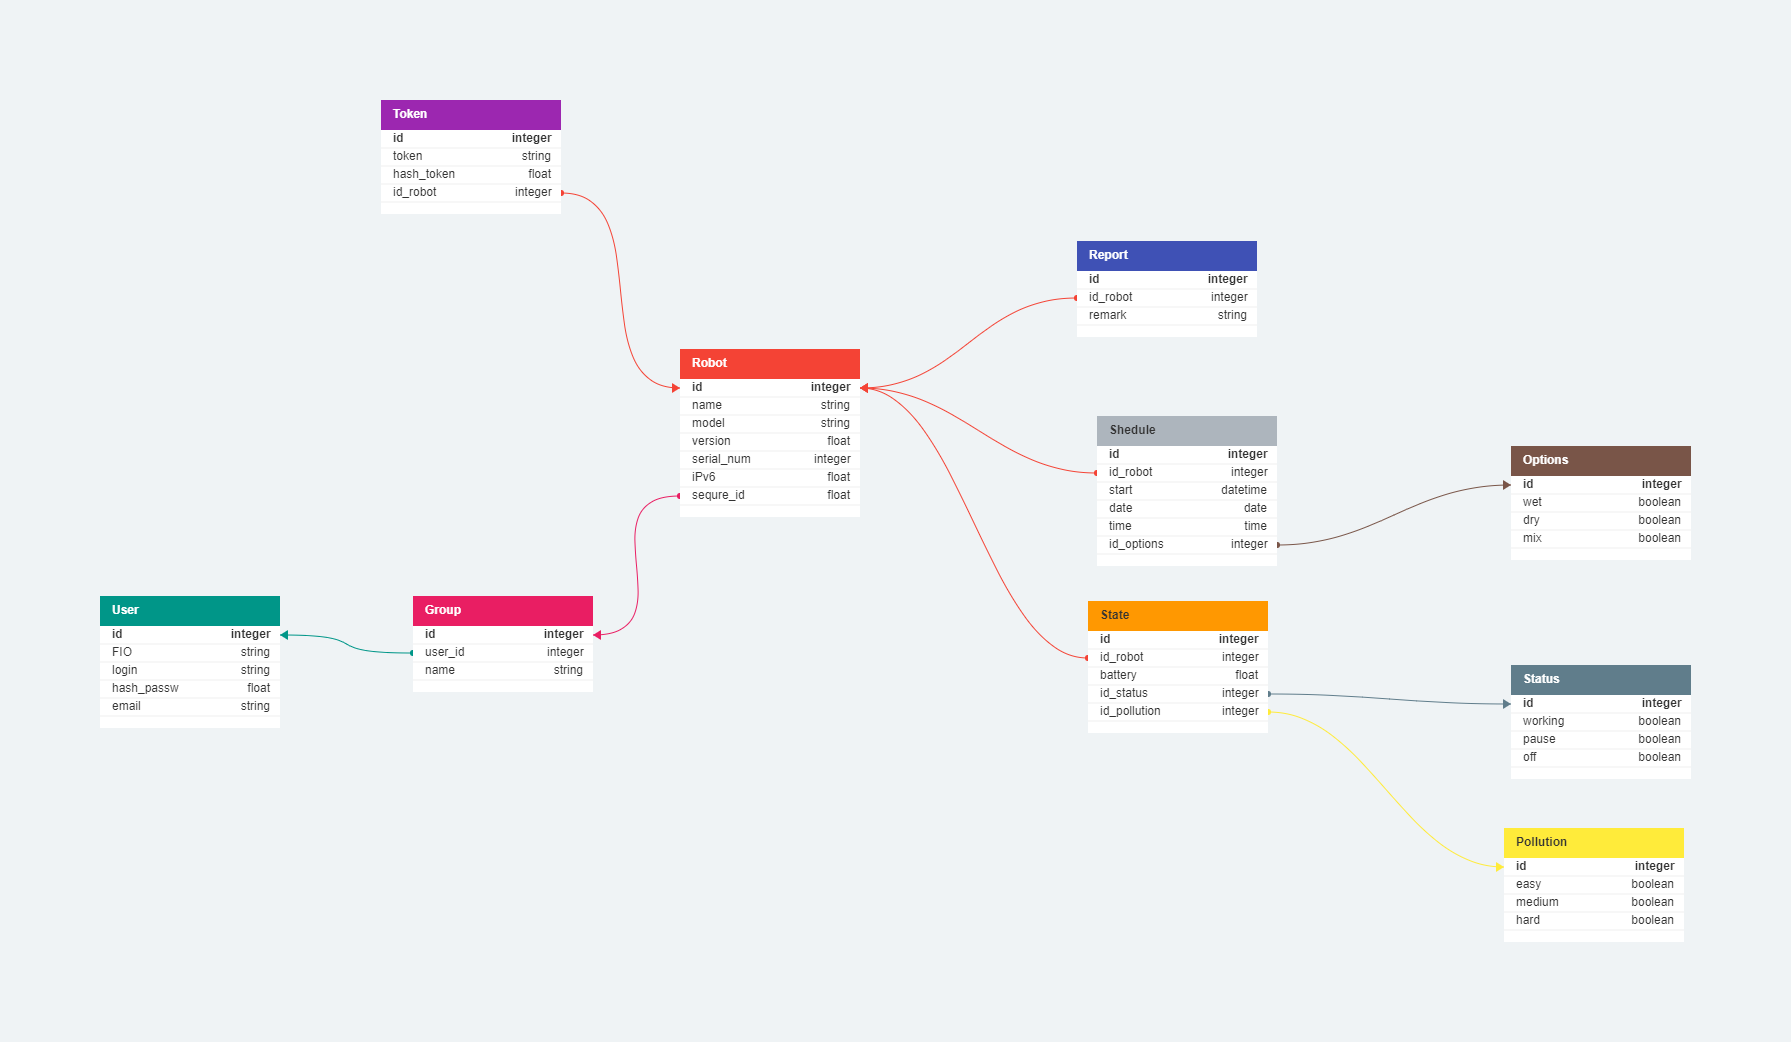 Token
id integer
token string
hash_token float
id_robot integer
Report
id integer
id_robot integer
remark string
Robot
id integer
name string
model string
version float
serial_num integer
iPv6 float
sequre_id float
Shedule
id integer
id_robot integer
start datetime
date date
time time
id_options integer
Options
id integer
wet boolean
dry boolean
mix boolean
User
id integer
FIO string
login string
hash_passw float
email string
Group
id integer
user_id integer
name string
State
id integer
id_robot integer
battery float
id_status integer
id_pollution integer
Status
id integer
working boolean
pause boolean
off boolean
Pollution
id integer
easy boolean
medium boolean
hard boolean